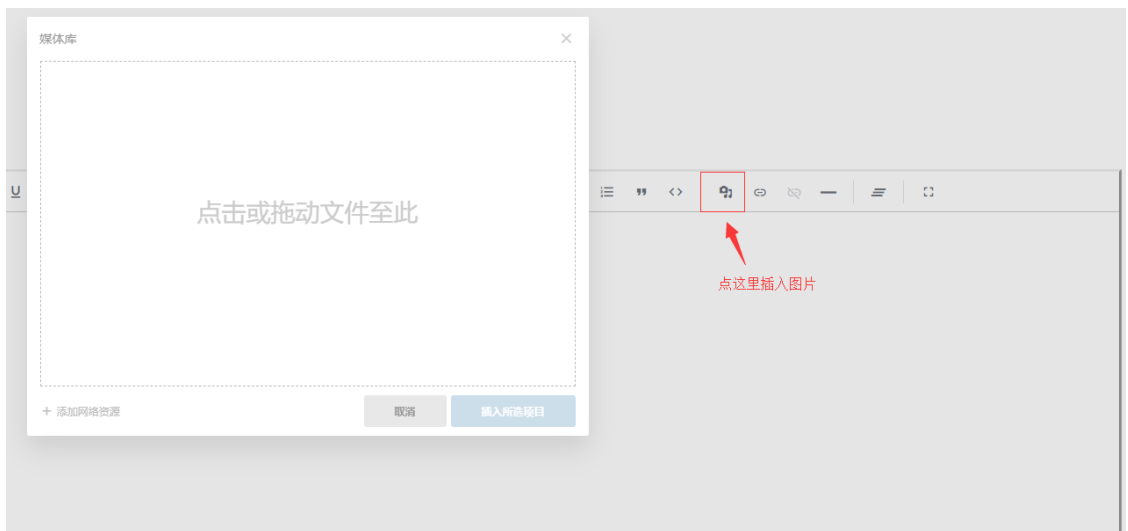 媒体库
点击或拖动文件至此
点这里插入图片
添加网络资源
取消
插入所选项目